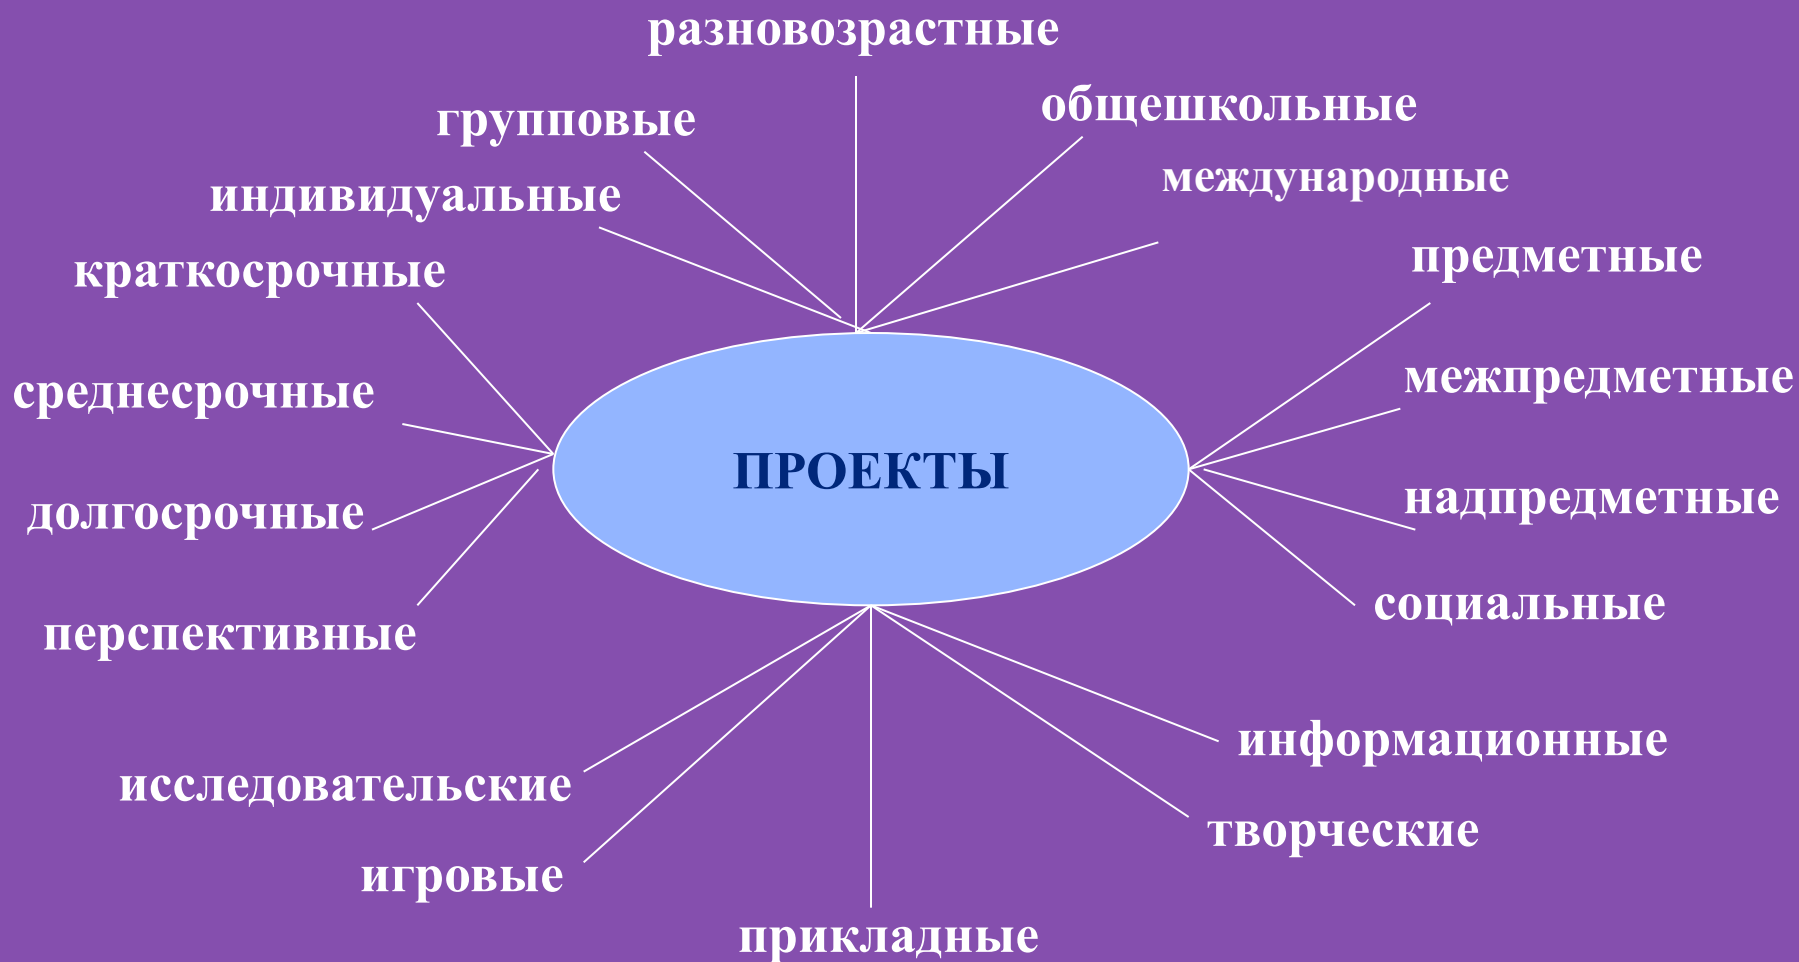 разновозрастные
общешкольные
групповые
международные
индивидуальные
предметные
краткосрочные
межпредметные
среднесрочные
ПРОЕКТЫ
надпредметные
долгосрочные
социальные
перспективные
информационные
исследовательские
творческие
игровые
прикладные